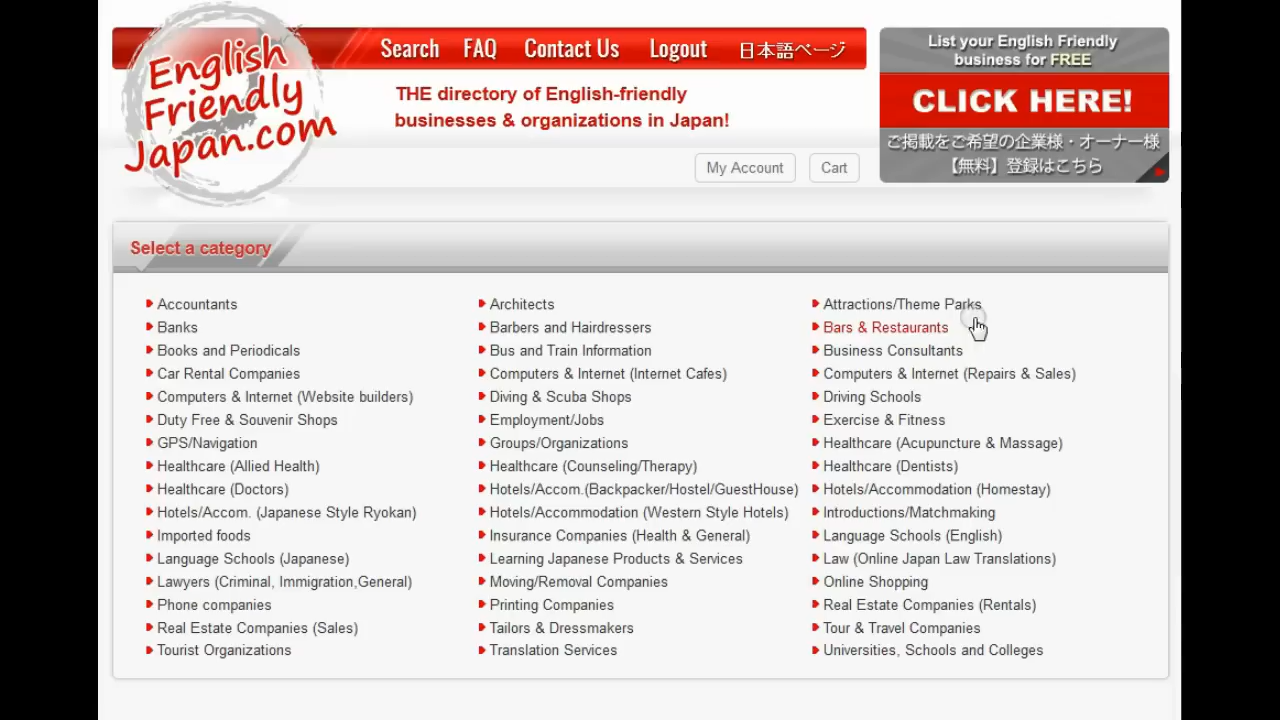 English
Friendly
Japan.com
Search FAQ Contact Us Logout 日本語ページ
THE directory of English-friendly
businesses & organizations in Japan!
My Account Cart
List your English Friendly
business for FREE
CLICK HERE!
ご掲載をご希望の企業様・オーナー様
【無料】登録はこちら
Select a category
Accountants Architects Attractions/Theme Parks
Banks Barbers and Hairdressers Bars & Restaurants
Books and Periodicals Bus and Train Information Business Consultants
Car Rental Companies Computers & Internet (Internet Cafes) Computers & Internet (Repairs & Sales)
Computers & Internet (Website builders) Diving & Scuba Shops Driving Schools
Duty Free & Souvenir Shops Employment/Jobs Exercise & Fitness
GPS/Navigation Groups/Organizations Healthcare (Acupuncture & Massage)
Healthcare (Allied Health) Healthcare (Counseling/Therapy) Healthcare (Dentists)
Healthcare (Doctors) Hotels/Accom.(Backpacker/Hostel/GuestHouse) Hotels/Accommodation (Homestay)
Hotels/Accom. (Japanese Style Ryokan) Hotels/Accommodation (Western Style Hotels) Introductions/Matchmaking
Imported foods Insurance Companies (Health & General) Language Schools (English)
Language Schools (Japanese) Learning Japanese Products & Services Law (Online Japan Law Translations)
Lawyers (Criminal, Immigration,General) Moving/Removal Companies Online Shopping
Phone companies Printing Companies Real Estate Companies (Rentals)
Real Estate Companies (Sales) Tailors & Dressmakers Tour & Travel Companies
Tourist Organizations Translation Services Universities, Schools and Colleges